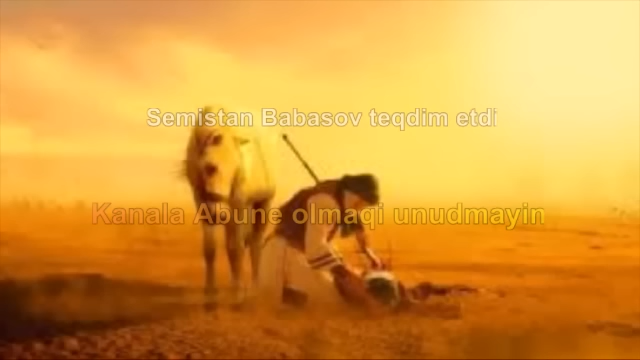 Semistan Babasov teqdim etdi
Kanala Abune olmaqi unudmayin